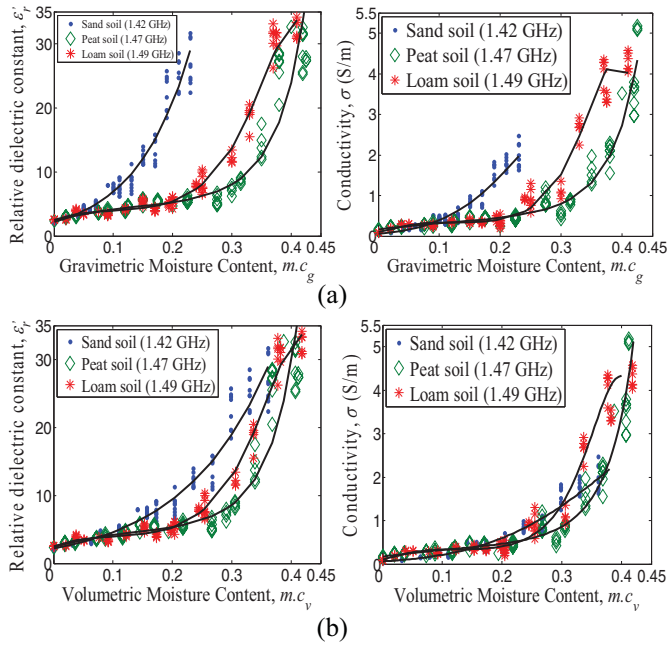 Relative dielectric constant, ε′r
35
30
20
10
5
0
Sand soil (1.42 GHz)
Peat soil (1.47 GHz)
Loam soil (1.49 GHz)
0 0.1 0.2 0.3 0.4 0.45
Gravimetric Moisture Content, m.c_g
Conductivity, σ (S/m)
5.5
5
4
3
2
1
0
Sand soil (1.42 GHz)
Peat soil (1.47 GHz)
Loam soil (1.49 GHz)
0 0.1 0.2 0.3 0.4 0.45
Gravimetric Moisture Content, m.c_g
(a)
Relative dielectric constant, ε′r
35
30
20
10
5
0
Sand soil (1.42 GHz)
Peat soil (1.47 GHz)
Loam soil (1.49 GHz)
0 0.1 0.2 0.3 0.4 0.45
Volumetric Moisture Content, m.c_v
Conductivity, σ (S/m)
5.5
5
4
3
2
1
0
Sand soil (1.42 GHz)
Peat soil (1.47 GHz)
Loam soil (1.49 GHz)
0 0.1 0.2 0.3 0.4 0.45
Volumetric Moisture Content, m.c_v
(b)